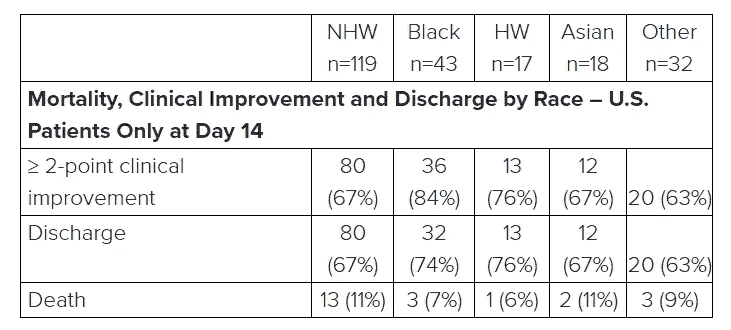 NHW Black HW Asian Other
n=119 n=43 n=17 n=18 n=32
Mortality, Clinical Improvement and Discharge by Race – U.S.
Patients Only at Day 14
≥ 2-point clinical 80 36 13 12
improvement (67%) (84%) (76%) (67%) 20 (63%)
Discharge 80 32 13 12
(67%) (74%) (76%) (67%) 20 (63%)
Death 13 (11%) 3 (7%) 1 (6%) 2 (11%) 3 (9%)